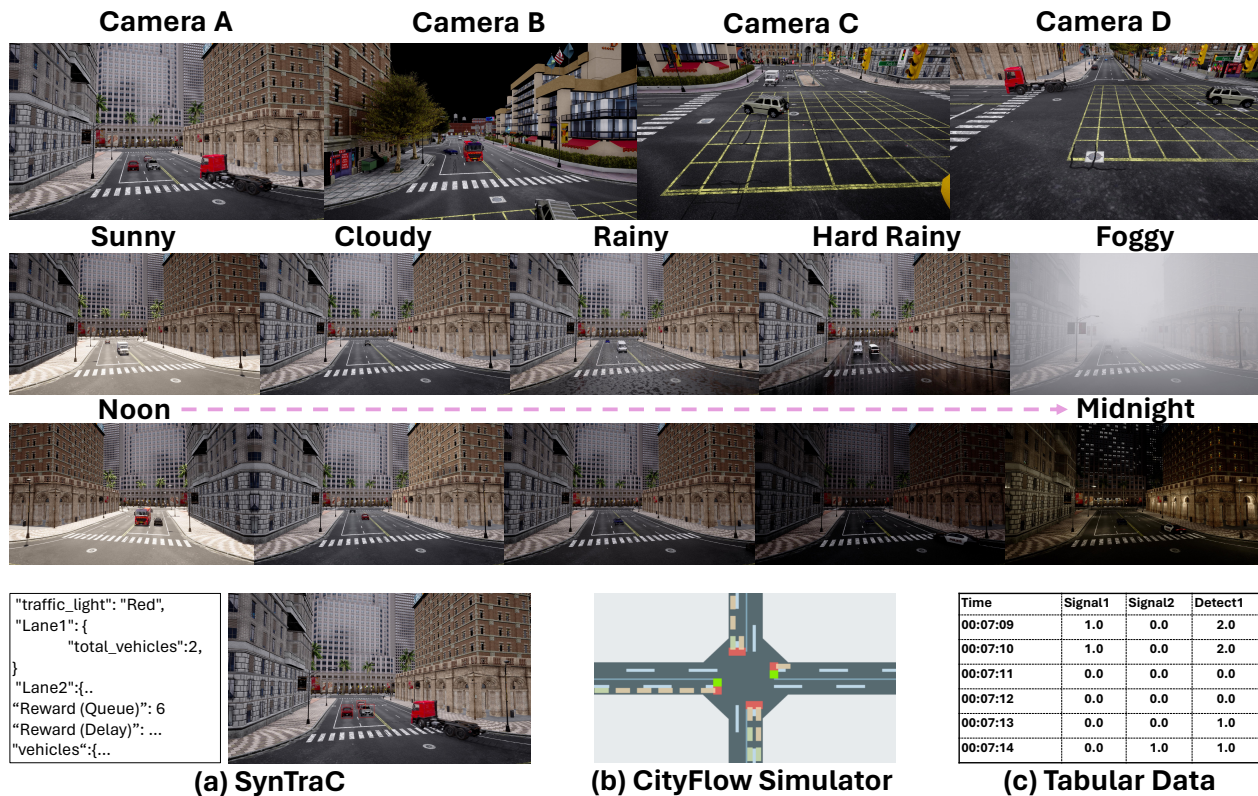 Camera A Camera B Camera C Camera D
Sunny Cloudy Rainy Hard Rainy Foggy
Noon Midnight
"traffic_light": "Red",
"Lane1": {
"total_vehicles":2,
}
"Lane2":{..
“Reward (Queue)”: 6
“Reward (Delay)”: ...
"vehicles“:{...
(a) SynTraC
(b) CityFlow Simulator
Time Signal1 Signal2 Detect1
00:07:09 1.0 0.0 2.0
00:07:10 1.0 0.0 2.0
00:07:11 0.0 0.0 0.0
00:07:12 0.0 0.0 0.0
00:07:13 0.0 0.0 1.0
00:07:14 0.0 1.0 1.0
(c) Tabular Data